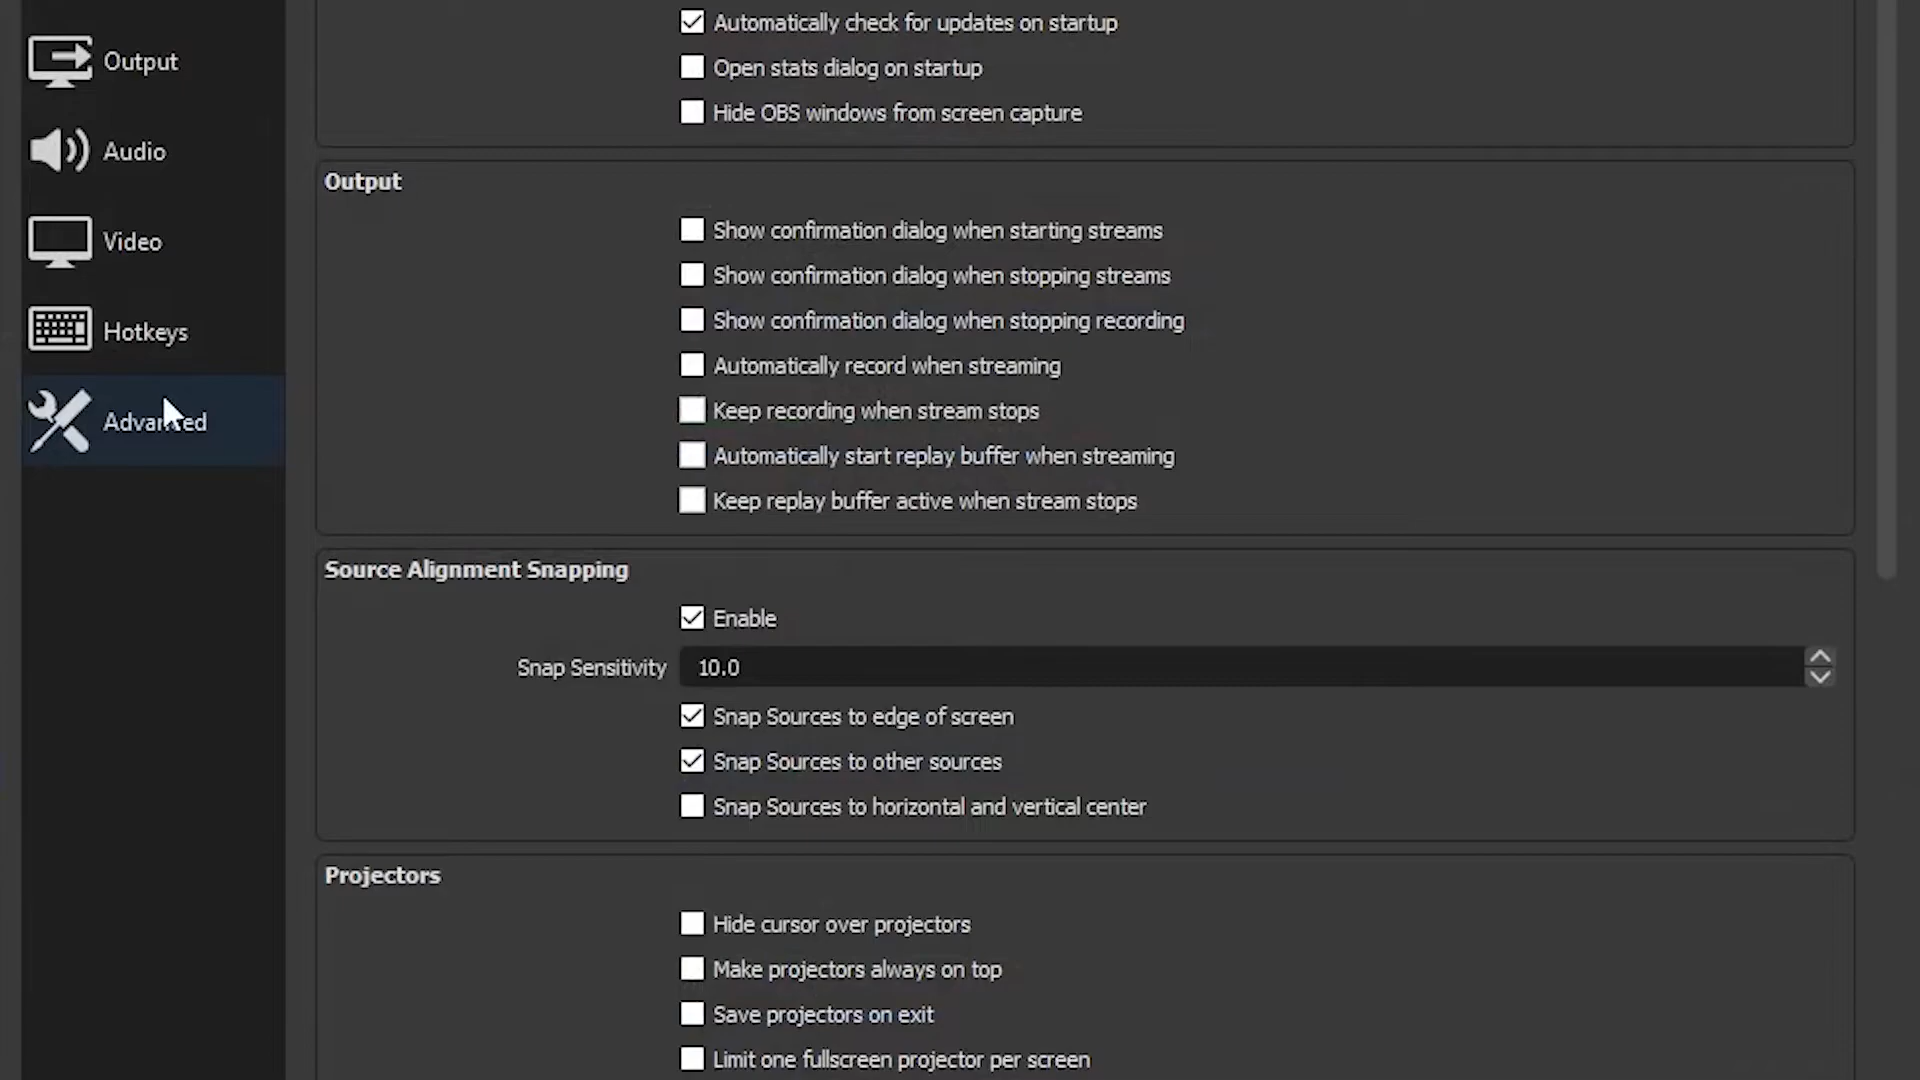 Output
Audio
Video
Hotkeys
Advanced
Automatically check for updates on startup
Open stats dialog on startup
Hide OBS windows from screen capture
Output
Show confirmation dialog when starting streams
Show confirmation dialog when stopping streams
Show confirmation dialog when stopping recording
Automatically record when streaming
Keep recording when stream stops
Automatically start replay buffer when streaming
Keep replay buffer active when stream stops
Source Alignment Snapping
Enable
Snap Sensitivity 10.0
Snap Sources to edge of screen
Snap Sources to other sources
Snap Sources to horizontal and vertical center
Projectors
Hide cursor over projectors
Make projectors always on top
Save projectors on exit
Limit one fullscreen projector per screen